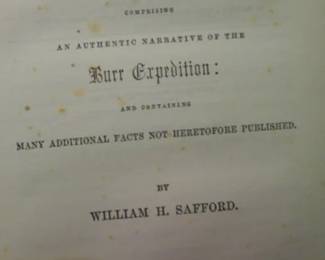 COMPRISING
AN AUTHENTIC NARRATIVE OF THE
Burr Expedition:
AND CONTAINING
MANY ADDITIONAL FACTS NOT HERETOFORE PUBLISHED.
BY
WILLIAM H. SAFFORD.